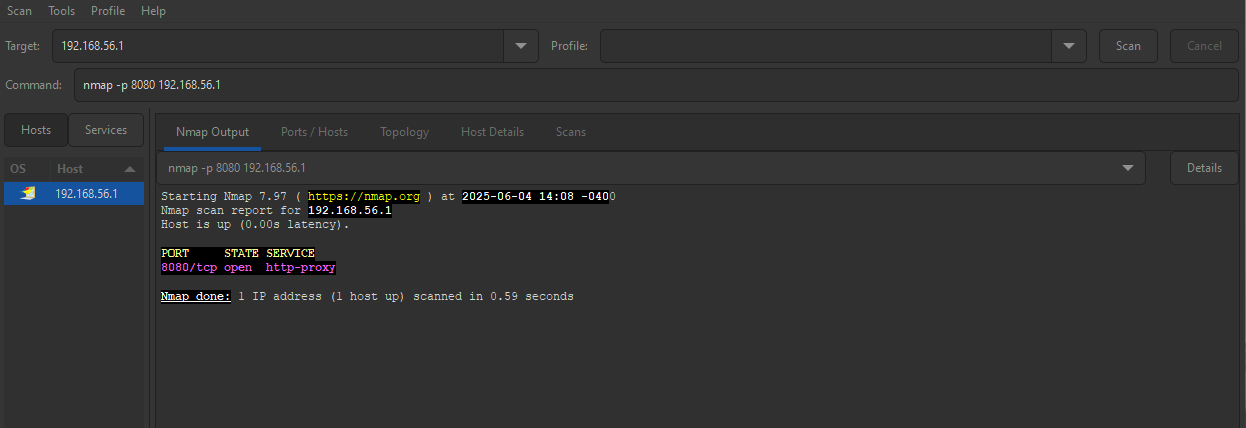 Scan Tools Profile Help
Target: 192.168.56.1 Profile: Scan Cancel
Command: nmap -p 8080 192.168.56.1
Hosts Services
Nmap Output Ports / Hosts Topology Host Details Scans
OS Host
nmap -p 8080 192.168.56.1 Details
192.168.56.1
Starting Nmap 7.97 ( https://nmap.org ) at 2025-06-04 14:08 -0400
Nmap scan report for 192.168.56.1
Host is up (0.00s latency).
PORT STATE SERVICE
8080/tcp open http-proxy
Nmap done: 1 IP address (1 host up) scanned in 0.59 seconds